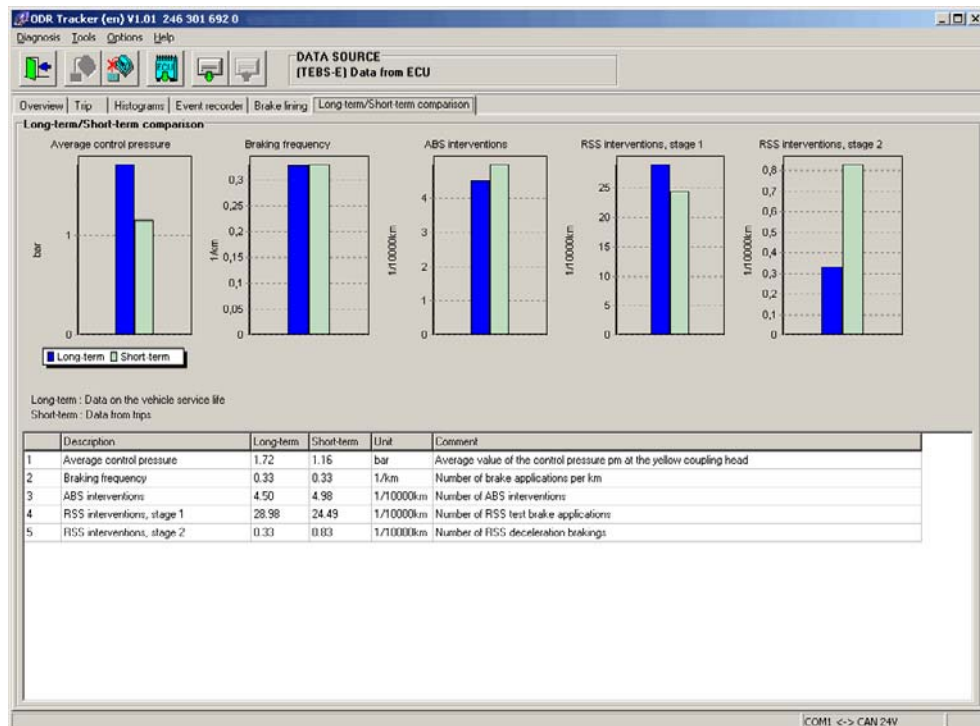 ODR Tracker (en) V1.01 246 301 692 0
Diagnosis Tools Options Help
DATA SOURCE
(TEBS-E) Data from ECU
ECU
Overview Trip Histograms Event recorder Brake lining Long-term/Short-term comparison
Long-term/Short-term comparison
Average control pressure Braking frequency ABS interventions RSS interventions, stage 1 RSS interventions, stage 2
bar
1
0
1/km
0,3
0,25
0,2
0,15
0,1
0,05
0
1/10000km
4
3
2
1
0
1/10000km
25
20
15
10
5
0
1/10000km
0,8
0,7
0,6
0,5
0,4
0,3
0,2
0,1
0
Long-term Short-term
Long-term : Data on the vehicle service life
Short-term : Data from trips
Description Long-term Short-term Unit Comment
1 Average control pressure 1.72 1.16 bar Average value of the control pressure pm at the yellow coupling head
2 Braking frequency 0.33 0.33 1/km Number of brake applications per km
3 ABS interventions 4.50 4.98 1/10000km Number of ABS interventions
4 RSS interventions, stage 1 28.98 24.49 1/10000km Number of RSS test brake applications
5 RSS interventions, stage 2 0.33 0.83 1/10000km Number of RSS deceleration brakings
COM1 <-> CAN 24V